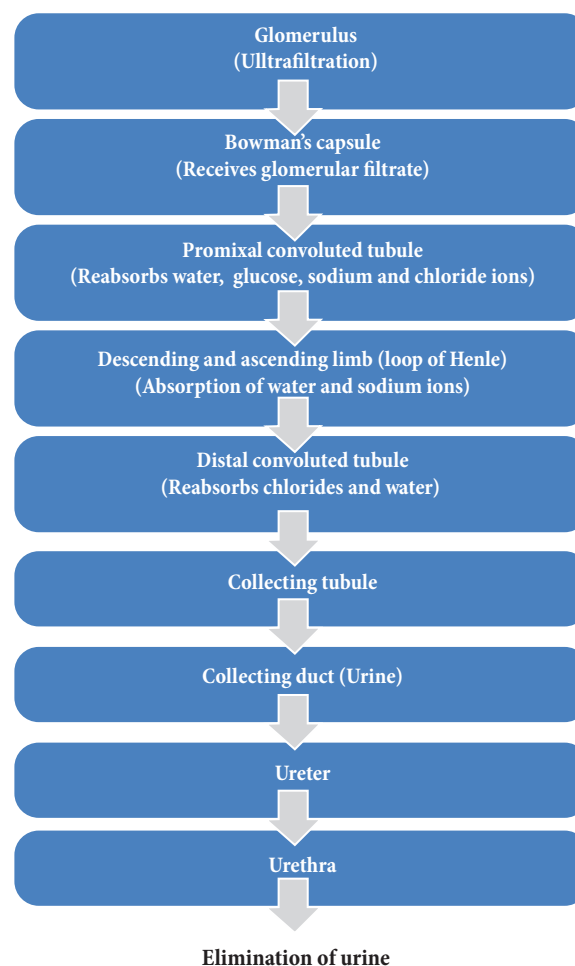 Glomerulus
(Ulltrafiltration)
Bowman's capsule
(Receives glomerular filtrate)
Promixal convoluted tubule
(Reabsorbs water, glucose, sodium and chloride ions)
Descending and ascending limb (loop of Henle)
(Absorption of water and sodium ions)
Distal convoluted tubule
(Reabsorbs chlorides and water)
Collecting tubule
Collecting duct (Urine)
Ureter
Urethra
Elimination of urine